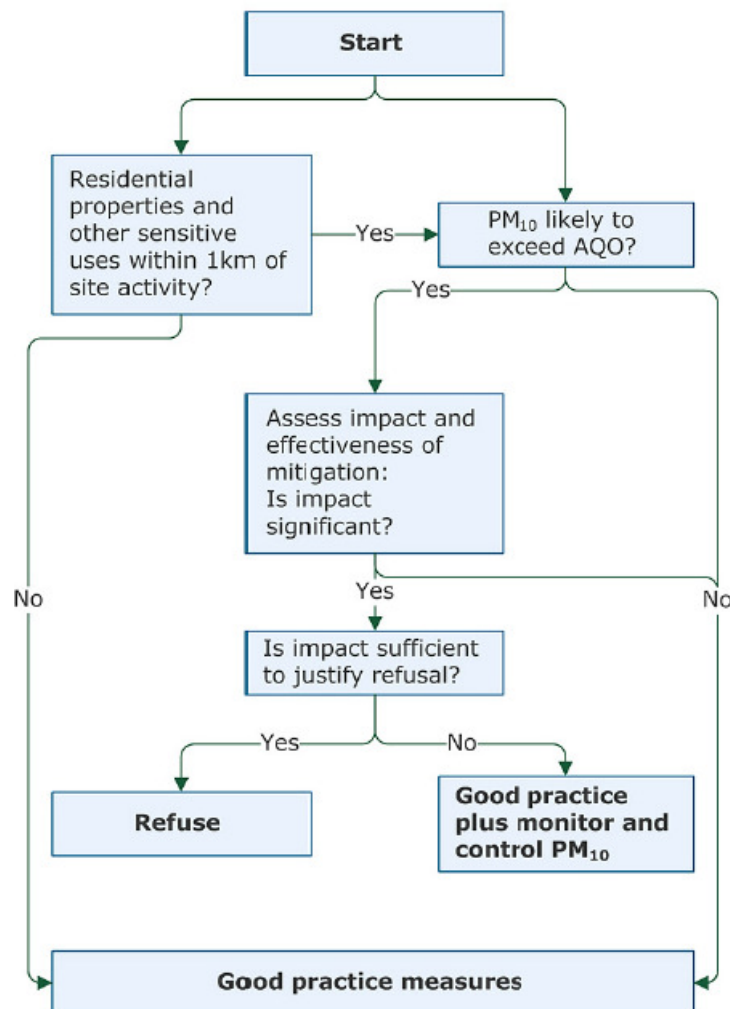 Start
Residential
properties and
other sensitive
uses within 1km of
site activity?
Yes
PM₁₀ likely to
exceed AQO?
Yes
Assess impact and
effectiveness of
mitigation:
Is impact
significant?
No
Yes
No
Is impact sufficient
to justify refusal?
Yes
No
Refuse
Good practice
plus monitor and
control PM₁₀
Good practice measures